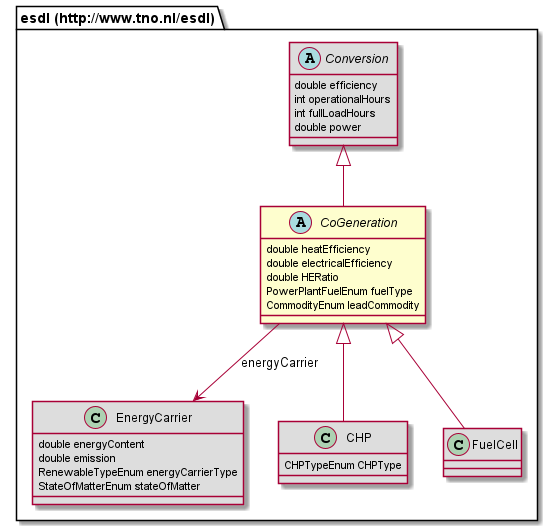 esdl (http://www.tno.nl/esdl)
A Conversion
double efficiency
int operationalHours
int fullLoadHours
double power
A CoGeneration
double heatEfficiency
double electricalEfficiency
double HERatio
PowerPlantFuelEnum fuelType
CommodityEnum leadCommodity
energyCarrier
C EnergyCarrier
double energyContent
double emission
RenewableTypeEnum energyCarrierType
StateOfMatterEnum stateOfMatter
C CHP
CHPTypeEnum CHPType
C FuelCell